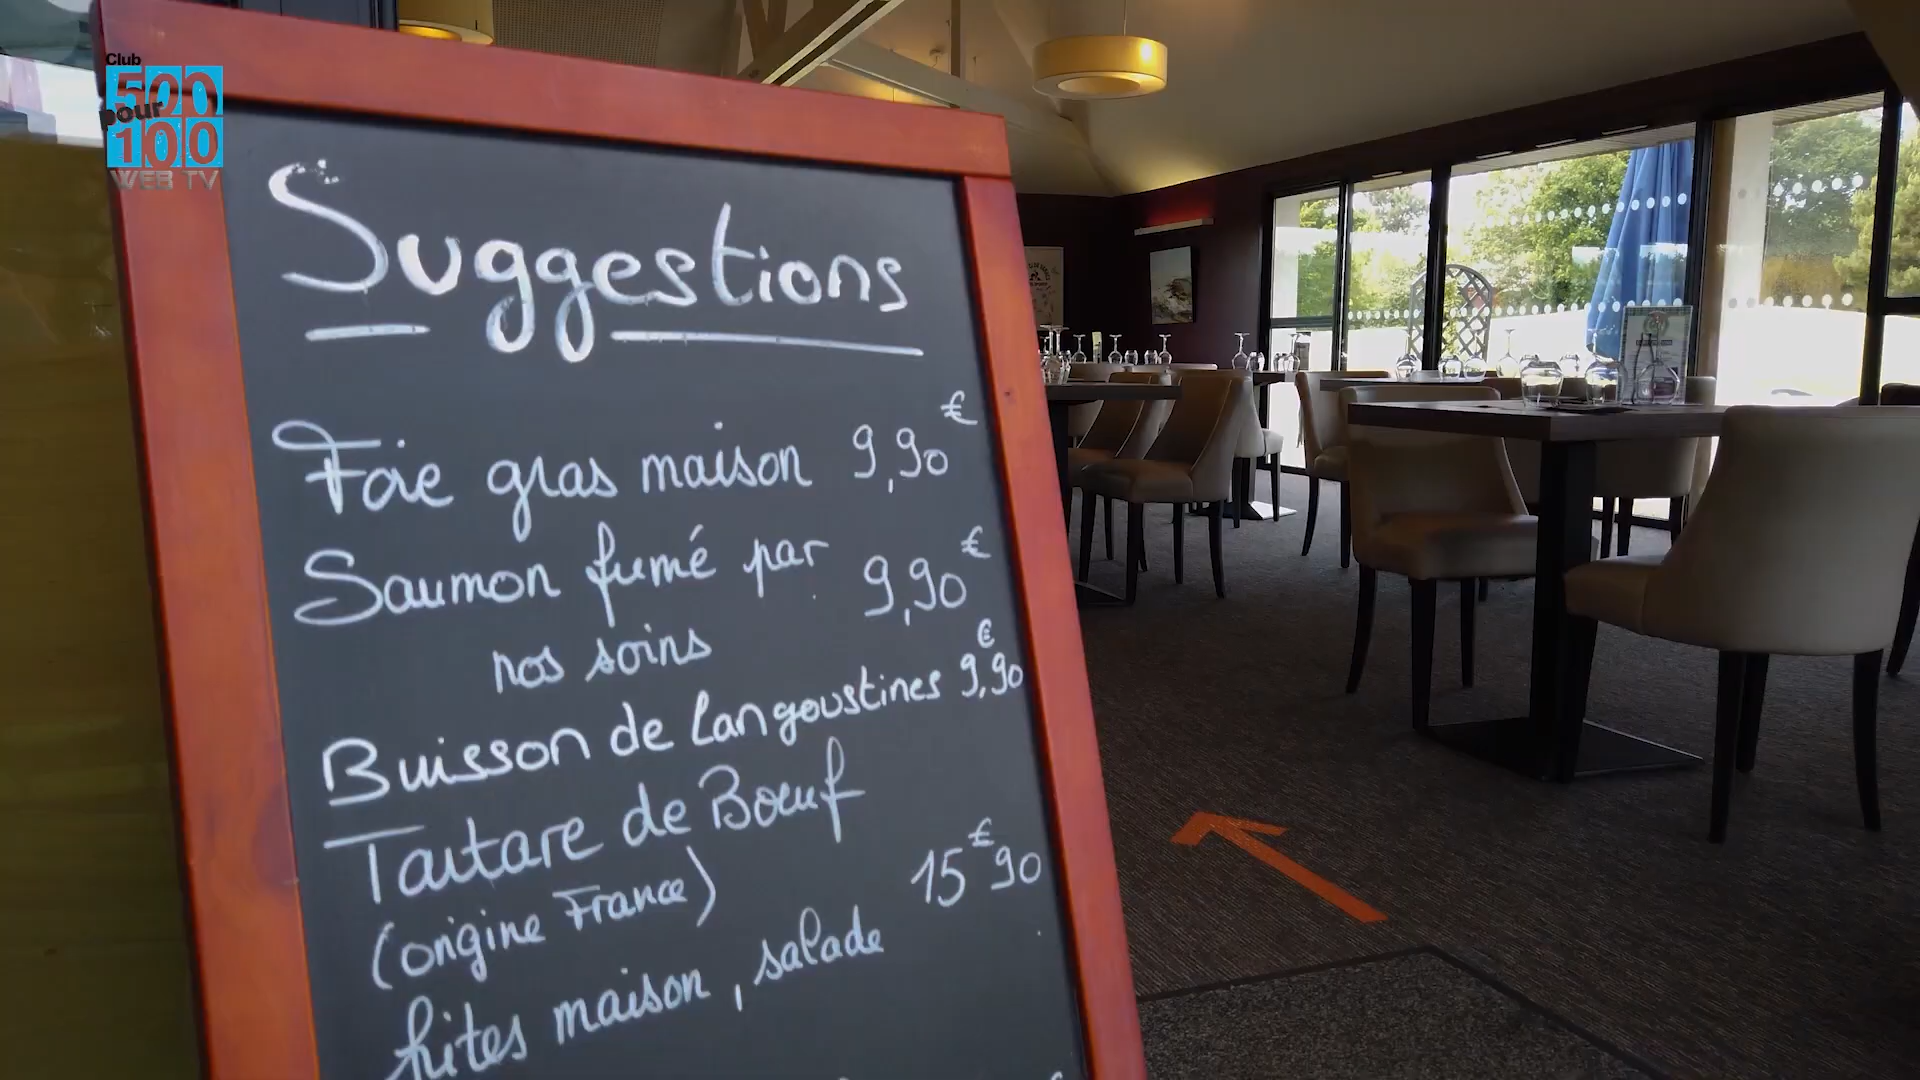 Club
500
pour
100
WEB TV
Suggestions
Foie gras maison 9,90€
Saumon fumé par 9,90€
nos soins
Buisson de Langoustines 9,90€
Tartare de Bœuf
(origine France) 15€90
frites maison, salade